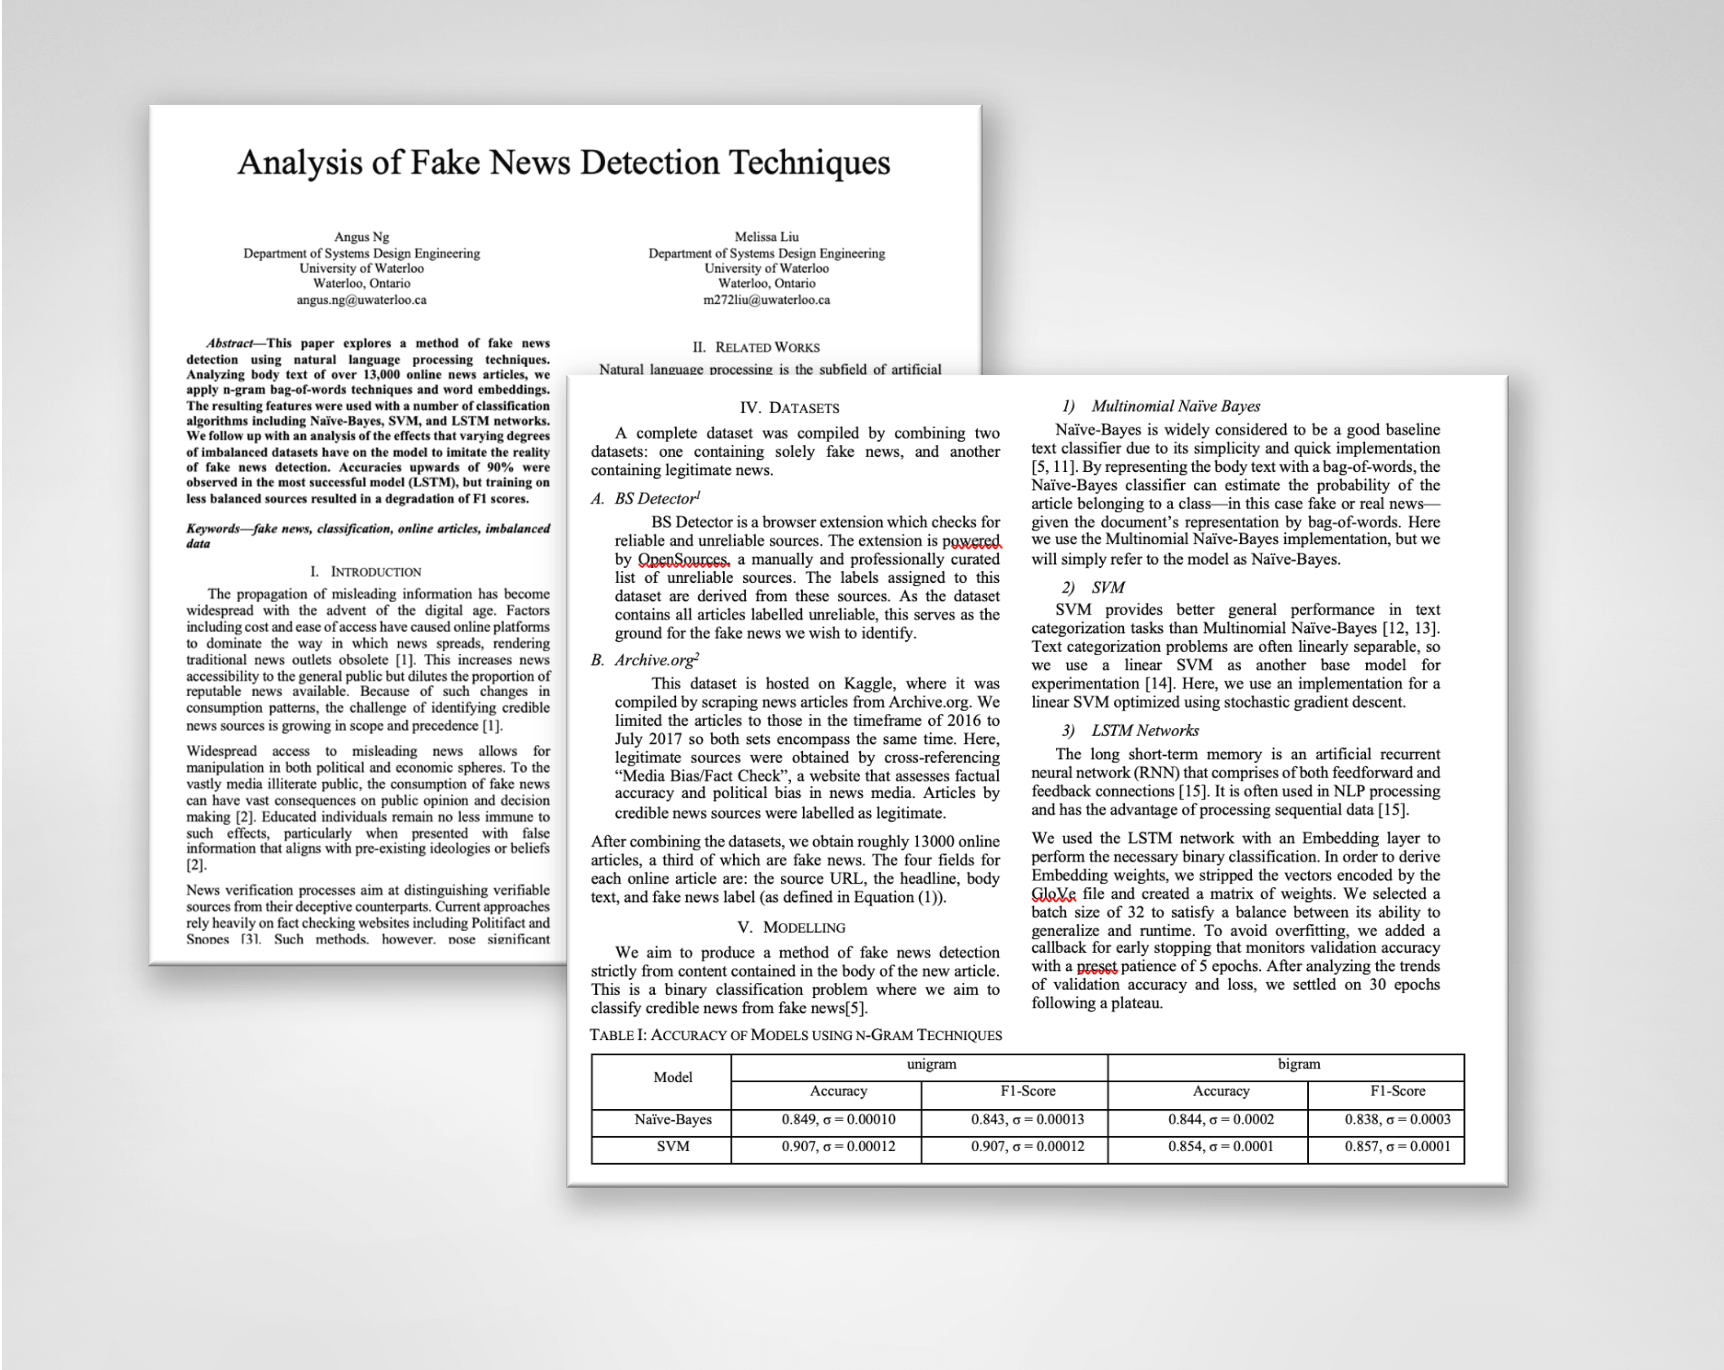 Analysis of Fake News Detection Techniques
Angus Ng
Department of Systems Design Engineering
University of Waterloo
Waterloo, Ontario
angus.ng@uwaterloo.ca
Melissa Liu
Department of Systems Design Engineering
University of Waterloo
Waterloo, Ontario
m272liu@uwaterloo.ca
Abstract—This paper explores a method of fake news
detection using natural language processing techniques.
Analyzing body text of over 13,000 online news articles, we
apply n-gram bag-of-words techniques and word embeddings.
The resulting features were used with a number of classification
algorithms including Naïve-Bayes, SVM, and LSTM networks.
We follow up with an analysis of the effects that varying degrees
of imbalanced datasets have on the model to imitate the reality
of fake news detection. Accuracies upwards of 90% were
observed in the most successful model (LSTM), but training on
less balanced sources resulted in a degradation of F1 scores.
Keywords—fake news, classification, online articles, imbalanced
data
I. INTRODUCTION
The propagation of misleading information has become
widespread with the advent of the digital age. Factors
including cost and ease of access have caused online platforms
to dominate the way in which news spreads, rendering
traditional news outlets obsolete [1]. This increases news
accessibility to the general public but dilutes the proportion of
reputable news available. Because of such changes in
consumption patterns, the challenge of identifying credible
news sources is growing in scope and precedence [1].
Widespread access to misleading news allows for
manipulation in both political and economic spheres. To the
vastly media illiterate public, the consumption of fake news
can have vast consequences on public opinion and decision
making [2]. Educated individuals remain no less immune to
such effects, particularly when presented with false
information that aligns with pre-existing ideologies or beliefs
[2].
News verification processes aim at distinguishing verifiable
sources from their deceptive counterparts. Current approaches
rely heavily on fact checking websites including Politifact and
Snopes [3]. Such methods, however, pose significant
II. RELATED WORKS
Natural language processing is the subfield of artificial
IV. DATASETS
A complete dataset was compiled by combining two
datasets: one containing solely fake news, and another
containing legitimate news.
A. BS Detector1
BS Detector is a browser extension which checks for
reliable and unreliable sources. The extension is powered
by OpenSources, a manually and professionally curated
list of unreliable sources. The labels assigned to this
dataset are derived from these sources. As the dataset
contains all articles labelled unreliable, this serves as the
ground for the fake news we wish to identify.
B. Archive.org2
This dataset is hosted on Kaggle, where it was
compiled by scraping news articles from Archive.org. We
limited the articles to those in the timeframe of 2016 to
July 2017 so both sets encompass the same time. Here,
legitimate sources were obtained by cross-referencing
“Media Bias/Fact Check”, a website that assesses factual
accuracy and political bias in news media. Articles by
credible news sources were labelled as legitimate.
After combining the datasets, we obtain roughly 13000 online
articles, a third of which are fake news. The four fields for
each online article are: the source URL, the headline, body
text, and fake news label (as defined in Equation (1)).
V. MODELLING
We aim to produce a method of fake news detection
strictly from content contained in the body of the new article.
This is a binary classification problem where we aim to
classify credible news from fake news[5].
1) Multinomial Naïve Bayes
Naïve-Bayes is widely considered to be a good baseline
text classifier due to its simplicity and quick implementation
[5, 11]. By representing the body text with a bag-of-words, the
Naïve-Bayes classifier can estimate the probability of the
article belonging to a class—in this case fake or real news—
given the document’s representation by bag-of-words. Here
we use the Multinomial Naïve-Bayes implementation, but we
will simply refer to the model as Naïve-Bayes.
2) SVM
SVM provides better general performance in text
categorization tasks than Multinomial Naïve-Bayes [12, 13].
Text categorization problems are often linearly separable, so
we use a linear SVM as another base model for
experimentation [14]. Here, we use an implementation for a
linear SVM optimized using stochastic gradient descent.
3) LSTM Networks
The long short-term memory is an artificial recurrent
neural network (RNN) that comprises of both feedforward and
feedback connections [15]. It is often used in NLP processing
and has the advantage of processing sequential data [15].
We used the LSTM network with an Embedding layer to
perform the necessary binary classification. In order to derive
Embedding weights, we stripped the vectors encoded by the
GloVe file and created a matrix of weights. We selected a
batch size of 32 to satisfy a balance between its ability to
generalize and runtime. To avoid overfitting, we added a
callback for early stopping that monitors validation accuracy
with a preset patience of 5 epochs. After analyzing the trends
of validation accuracy and loss, we settled on 30 epochs
following a plateau.
TABLE I: ACCURACY OF MODELS USING N-GRAM TECHNIQUES
Model unigram bigram
Accuracy F1-Score Accuracy F1-Score
Naïve-Bayes 0.849, σ = 0.00010 0.843, σ = 0.00013 0.844, σ = 0.0002 0.838, σ = 0.0003
SVM 0.907, σ = 0.00012 0.907, σ = 0.00012 0.854, σ = 0.0001 0.857, σ = 0.0001